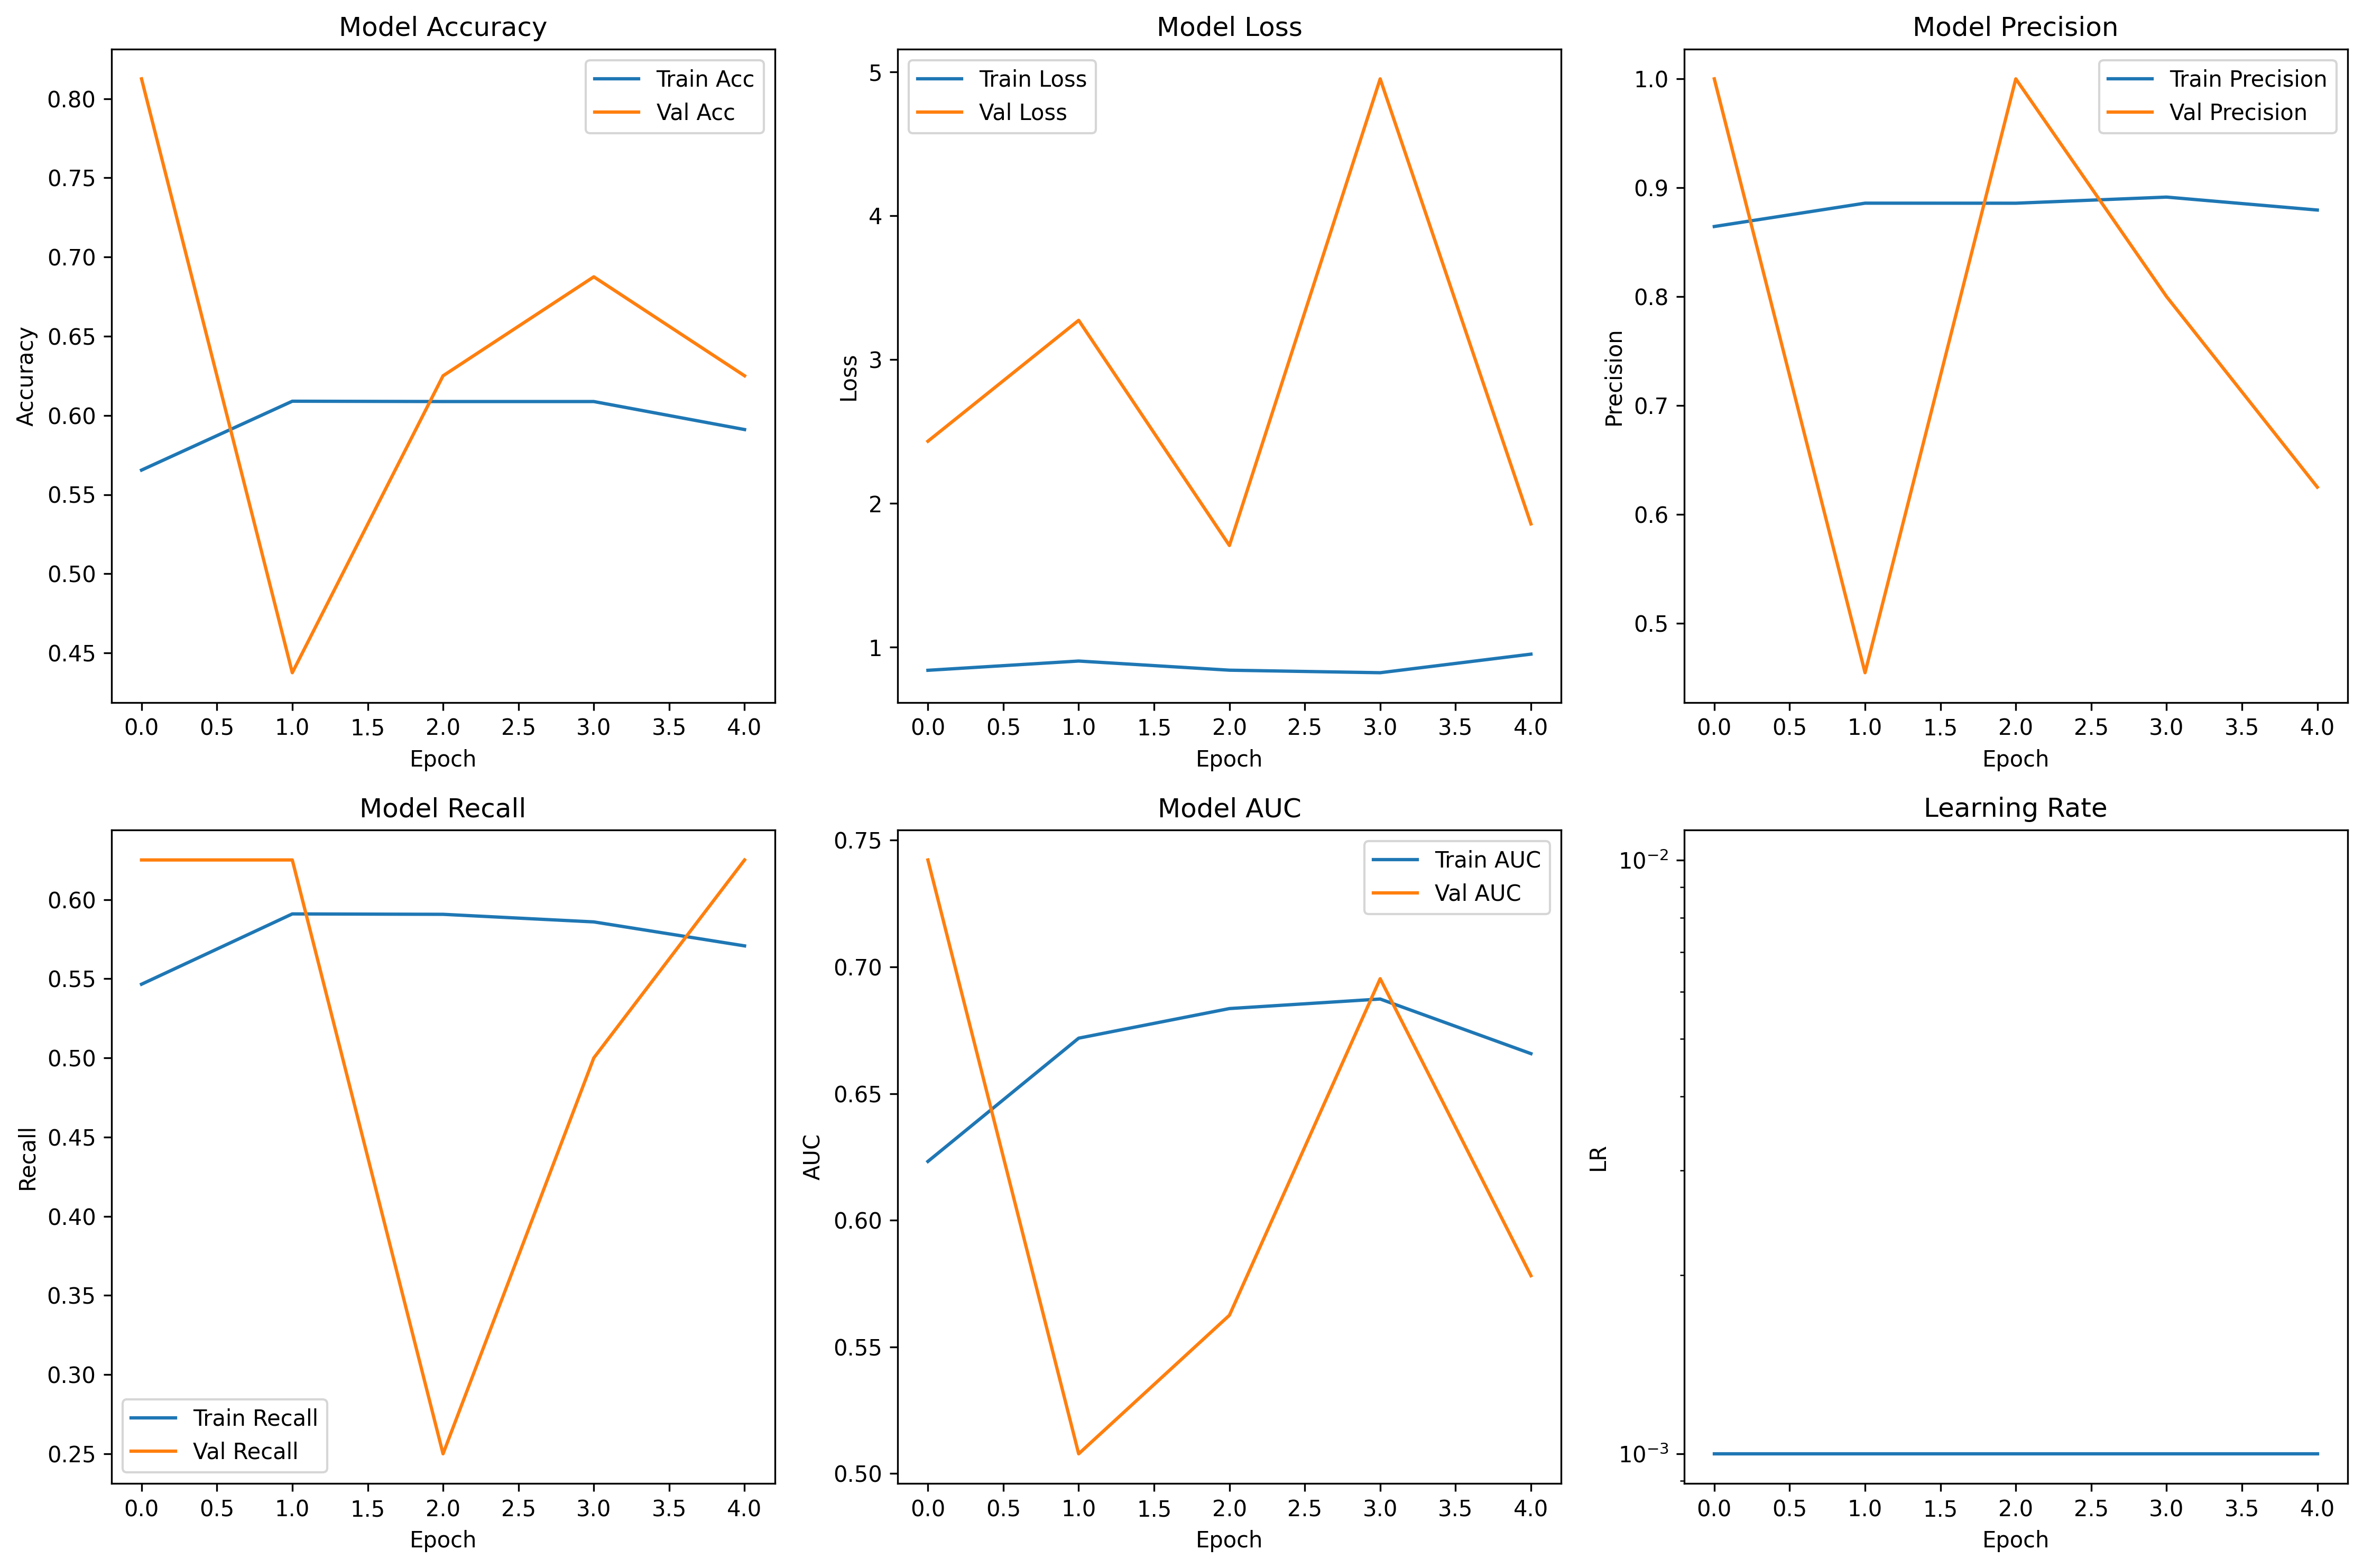 Model Accuracy
Train Acc
Val Acc
Accuracy
0.80
0.75
0.70
0.65
0.60
0.55
0.50
0.45
0.0 0.5 1.0 1.5 2.0 2.5 3.0 3.5 4.0
Epoch
Model Loss
Train Loss
Val Loss
Loss
5
4
3
2
1
0.0 0.5 1.0 1.5 2.0 2.5 3.0 3.5 4.0
Epoch
Model Precision
Train Precision
Val Precision
Precision
1.0
0.9
0.8
0.7
0.6
0.5
0.0 0.5 1.0 1.5 2.0 2.5 3.0 3.5 4.0
Epoch
Model Recall
Recall
0.60
0.55
0.50
0.45
0.40
0.35
0.30
0.25
Train Recall
Val Recall
0.0 0.5 1.0 1.5 2.0 2.5 3.0 3.5 4.0
Epoch
Model AUC
Train AUC
Val AUC
AUC
0.75
0.70
0.65
0.60
0.55
0.50
0.0 0.5 1.0 1.5 2.0 2.5 3.0 3.5 4.0
Epoch
Learning Rate
LR
10⁻²
10⁻³
0.0 0.5 1.0 1.5 2.0 2.5 3.0 3.5 4.0
Epoch